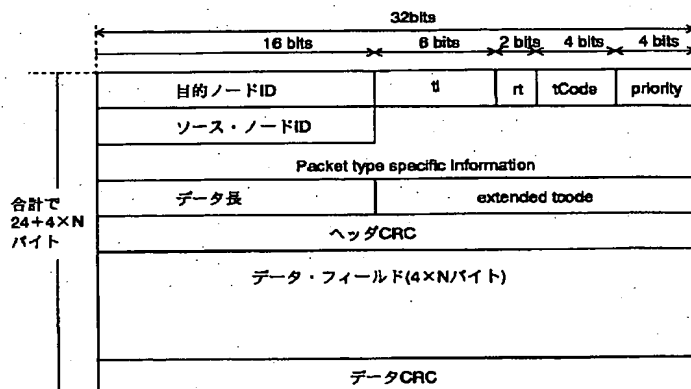 32bits
16 bits 6 bits 2 bits 4 bits 4 bits
目的ノードID tl rt tCode priority
ソース・ノードID
Packet type specific information
データ長 extended tcode
合計で
24+4×N
バイト
ヘッダCRC
データ・フィールド(4×Nバイト)
データCRC